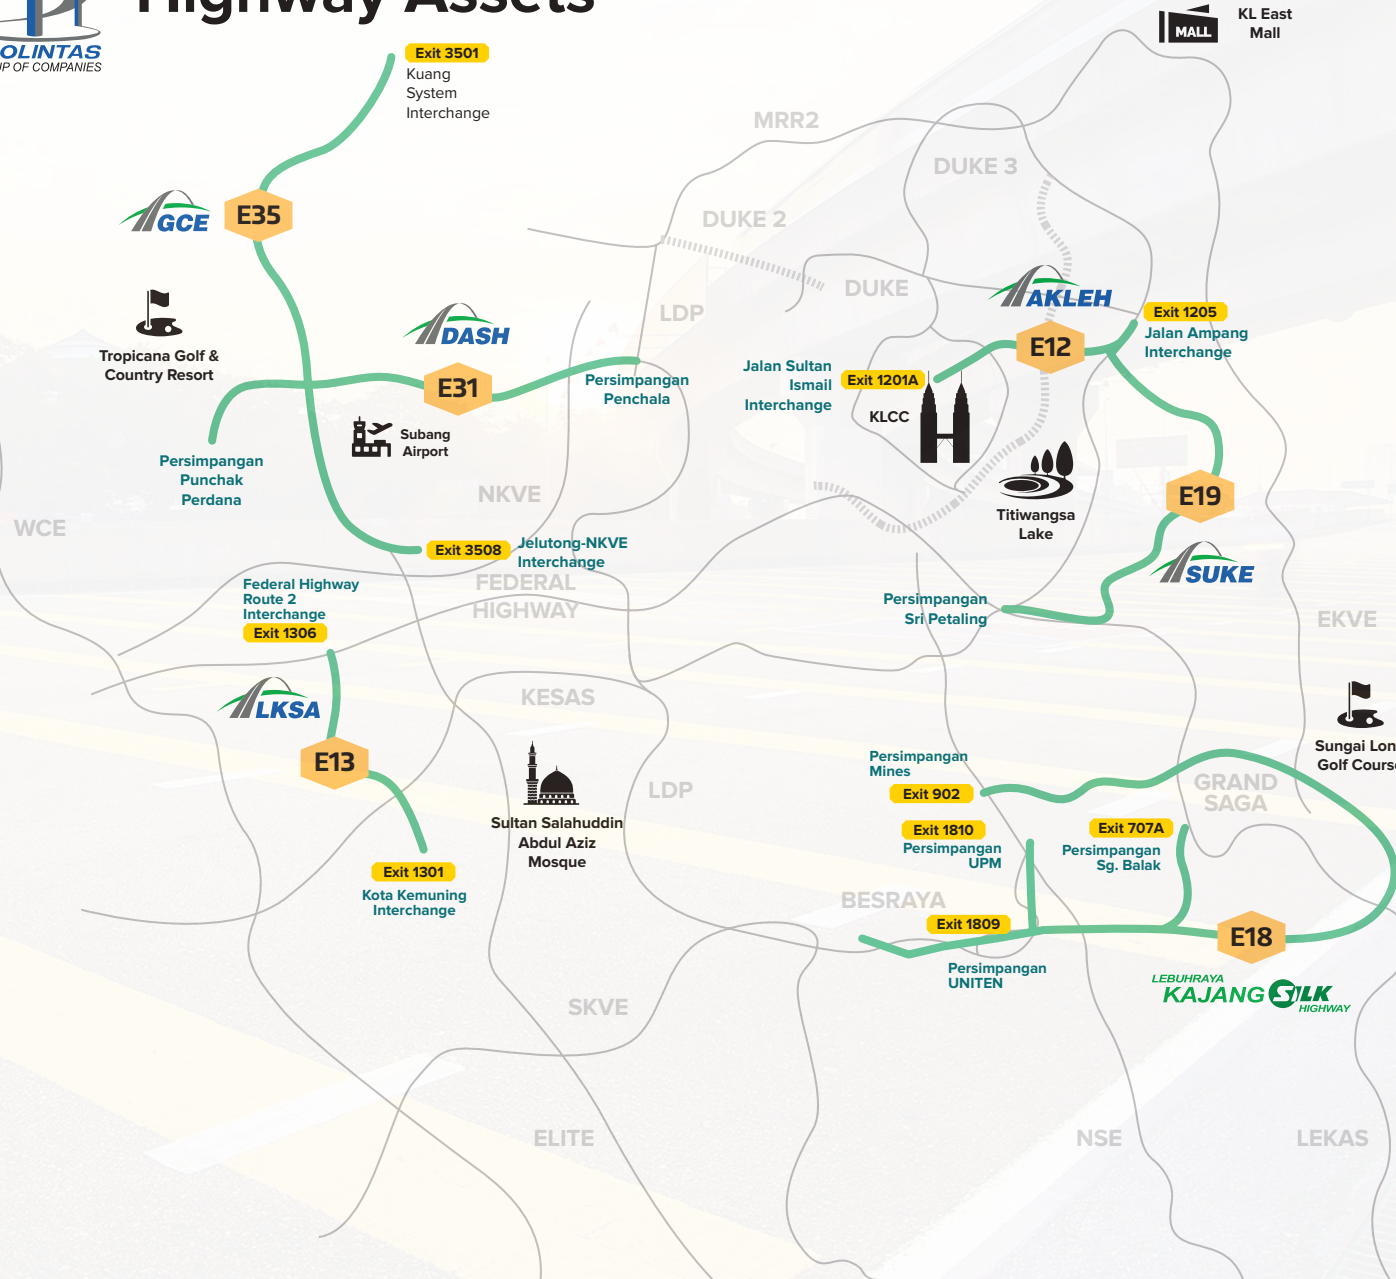 Highway Assets
OLINTAS
UP OF COMPANIES
KL East
Mall
MALL
Exit 3501
Kuang
System
Interchange
MRR2
DUKE 3
GCE
E35
DUKE 2
DUKE
AKLEH
LDP
DASH
Exit 1205
Jalan Ampang
Interchange
E12
Tropicana Golf &
Country Resort
E31
Persimpangan
Penchala
Jalan Sultan
Ismail
Interchange
Exit 1201A
KLCC
Subang
Airport
Persimpangan
Punchak
Perdana
NKVE
E19
Titiwangsa
Lake
WCE
Exit 3508
Jelutong-NKVE
Interchange
SUKE
FEDERAL
HIGHWAY
Federal Highway
Route 2
Interchange
Exit 1306
Persimpangan
Sri Petaling
EKVE
LKSA
KESAS
E13
Sungai Lon
Golf Course
Persimpangan
Mines
Exit 902
LDP
GRAND
SAGA
Sultan Salahuddin
Abdul Aziz
Mosque
Exit 1810
Persimpangan
UPM
Exit 707A
Persimpangan
Sg. Balak
Exit 1301
Kota Kemuning
Interchange
BESRAYA
Exit 1809
E18
Persimpangan
UNITEN
LEBUHRAYA
KAJANG SILK
HIGHWAY
SKVE
ELITE
NSE
LEKAS